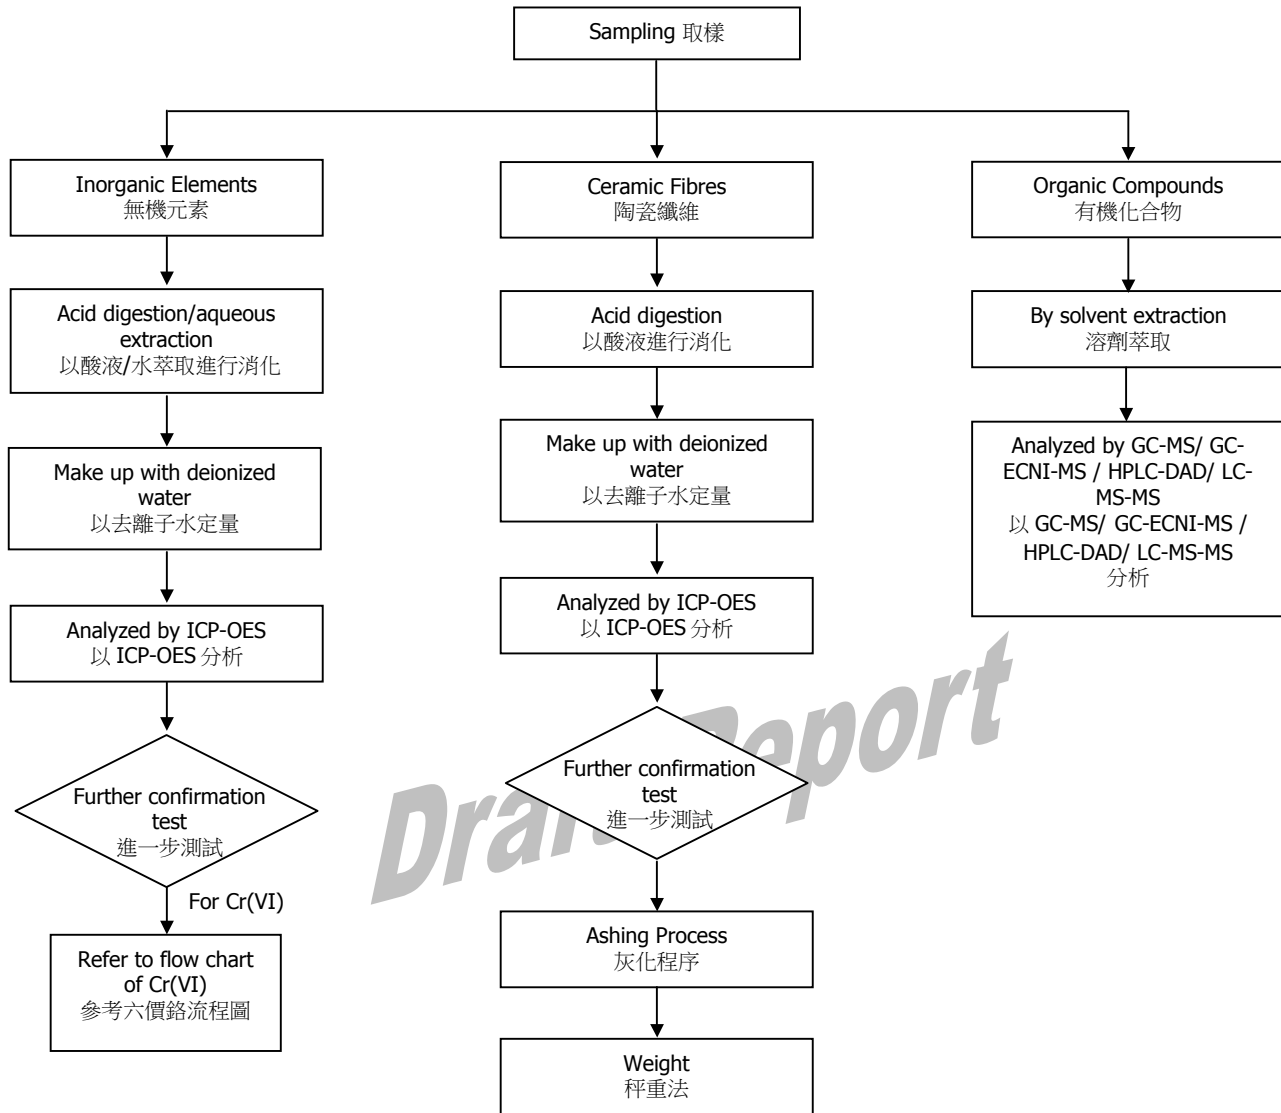 Sampling 取樣
Inorganic Elements
無機元素
Acid digestion/aqueous
extraction
以酸液/水萃取進行消化
Make up with deionized
water
以去離子水定量
Analyzed by ICP-OES
以 ICP-OES 分析
Further confirmation
test
進一步測試
For Cr(VI)
Refer to flow chart
of Cr(VI)
參考六價鉻流程圖
Ceramic Fibres
陶瓷纖維
Acid digestion
以酸液進行消化
Make up with deionized
water
以去離子水定量
Analyzed by ICP-OES
以 ICP-OES 分析
Further confirmation
test
進一步測試
Ashing Process
灰化程序
Weight
秤重法
Organic Compounds
有機化合物
By solvent extraction
溶劑萃取
Analyzed by GC-MS/ GC-
ECNI-MS / HPLC-DAD/ LC-
MS-MS
以 GC-MS/ GC-ECNI-MS /
HPLC-DAD/ LC-MS-MS
分析
Draft Report